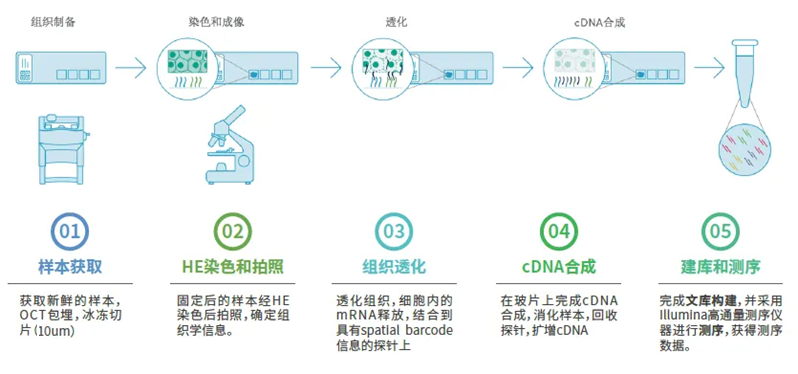 组织制备
染色和成像
透化
cDNA合成
01
02
03
04
05
样本获取
HE染色和拍照
组织透化
cDNA合成
建库和测序
获取新鲜的样本,
OCT包埋，冰冻切
片(10um)
固定后的样本经HE
染色后拍照，确定组
织学信息。
透化组织，细胞内的
mRNA释放，结合到
具有spatial barcode
信息的探针上
在玻片上完成cDNA
合成，消化样本，回收
探针，扩增cDNA
完成文库构建，并采用
Illumina高通量测序仪
器进行测序，获得测序
数据。